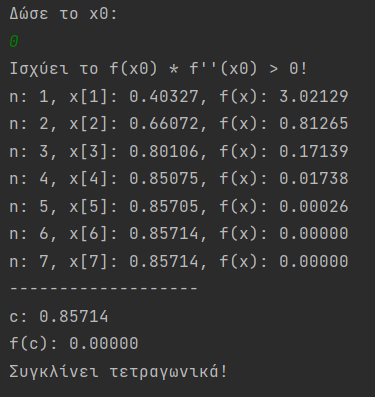 Δώσε το x0:
0
Ισχύει το f(x0) * f''(x0) > 0!
n: 1, x[1]: 0.40327, f(x): 3.02129
n: 2, x[2]: 0.66072, f(x): 0.81265
n: 3, x[3]: 0.80106, f(x): 0.17139
n: 4, x[4]: 0.85075, f(x): 0.01738
n: 5, x[5]: 0.85705, f(x): 0.00026
n: 6, x[6]: 0.85714, f(x): 0.00000
n: 7, x[7]: 0.85714, f(x): 0.00000
-------------------
c: 0.85714
f(c): 0.00000
Συγκλίνει τετραγωνικά!